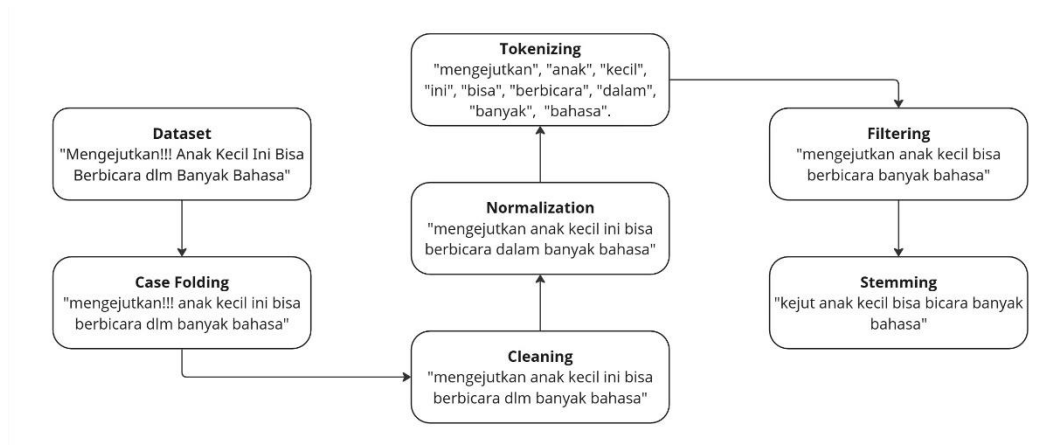 Dataset
"Mengejutkan!!! Anak Kecil Ini Bisa
Berbicara dlm Banyak Bahasa"
Case Folding
"mengejutkan!!! anak kecil ini bisa
berbicara dlm banyak bahasa"
Cleaning
"mengejutkan anak kecil ini bisa
berbicara dlm banyak bahasa"
Normalization
"mengejutkan anak kecil ini bisa
berbicara dalam banyak bahasa"
Tokenizing
"mengejutkan", "anak", "kecil",
"ini", "bisa", "berbicara", "dalam",
"banyak",  "bahasa".
Filtering
"mengejutkan anak kecil bisa
berbicara banyak bahasa"
Stemming
"kejut anak kecil bisa bicara banyak
bahasa"